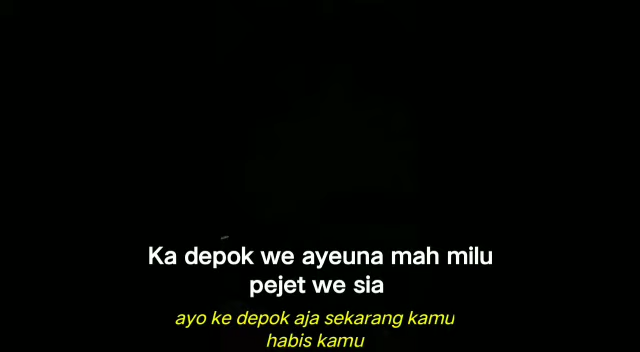 Ka depok we ayeuna mah milu
pejet we sia
ayo ke depok aja sekarang kamu
habis kamu